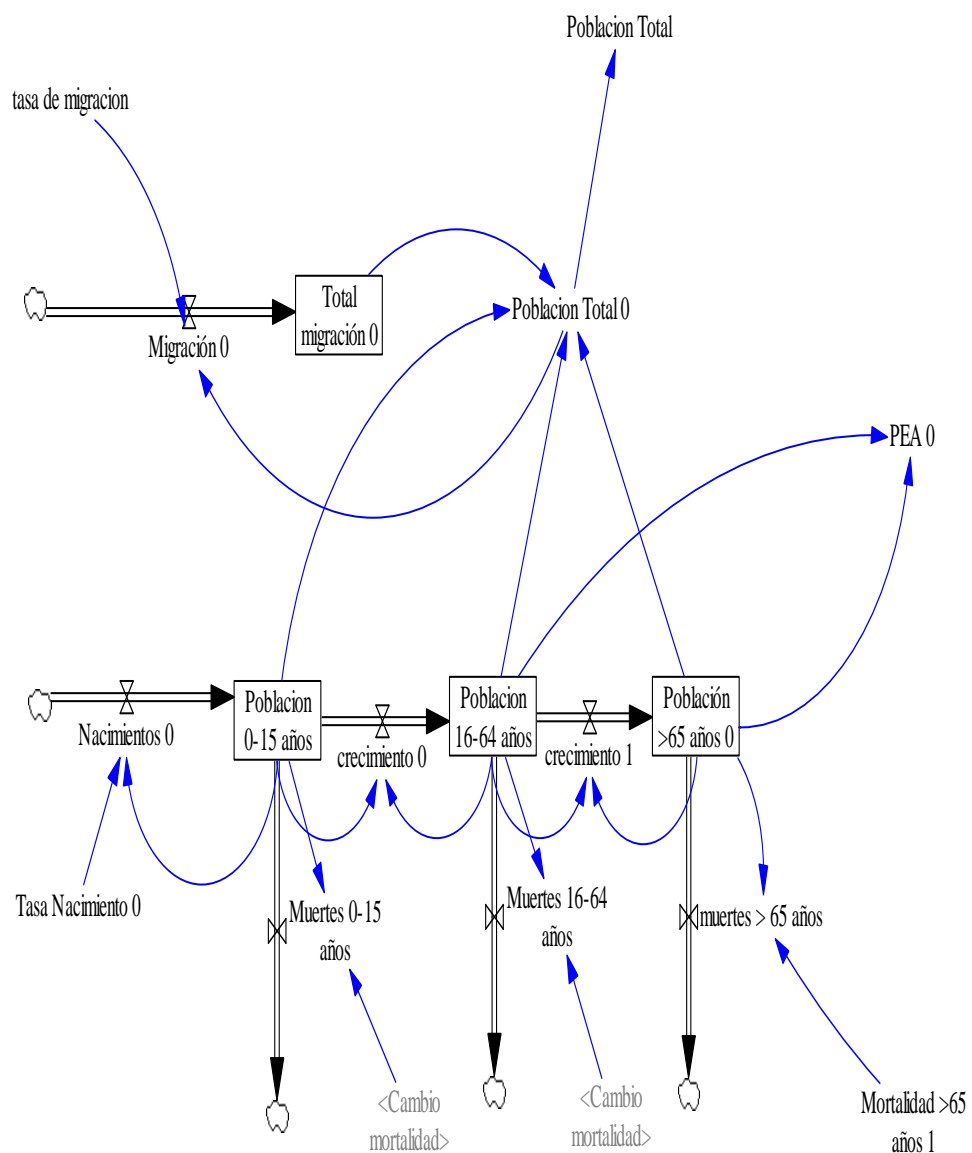 Poblacion Total
tasa de migracion
Total
migración 0
Poblacion Total 0
Migración 0
PEA 0
Poblacion
0-15 años
Poblacion
16-64 años
Población
>65 años 0
Nacimientos 0
crecimiento 0
crecimiento 1
Tasa Nacimiento 0
Muertes 0-15
años
Muertes 16-64
años
muertes > 65 años
<Cambio
mortalidad>
<Cambio
mortalidad>
Mortalidad >65
años 1